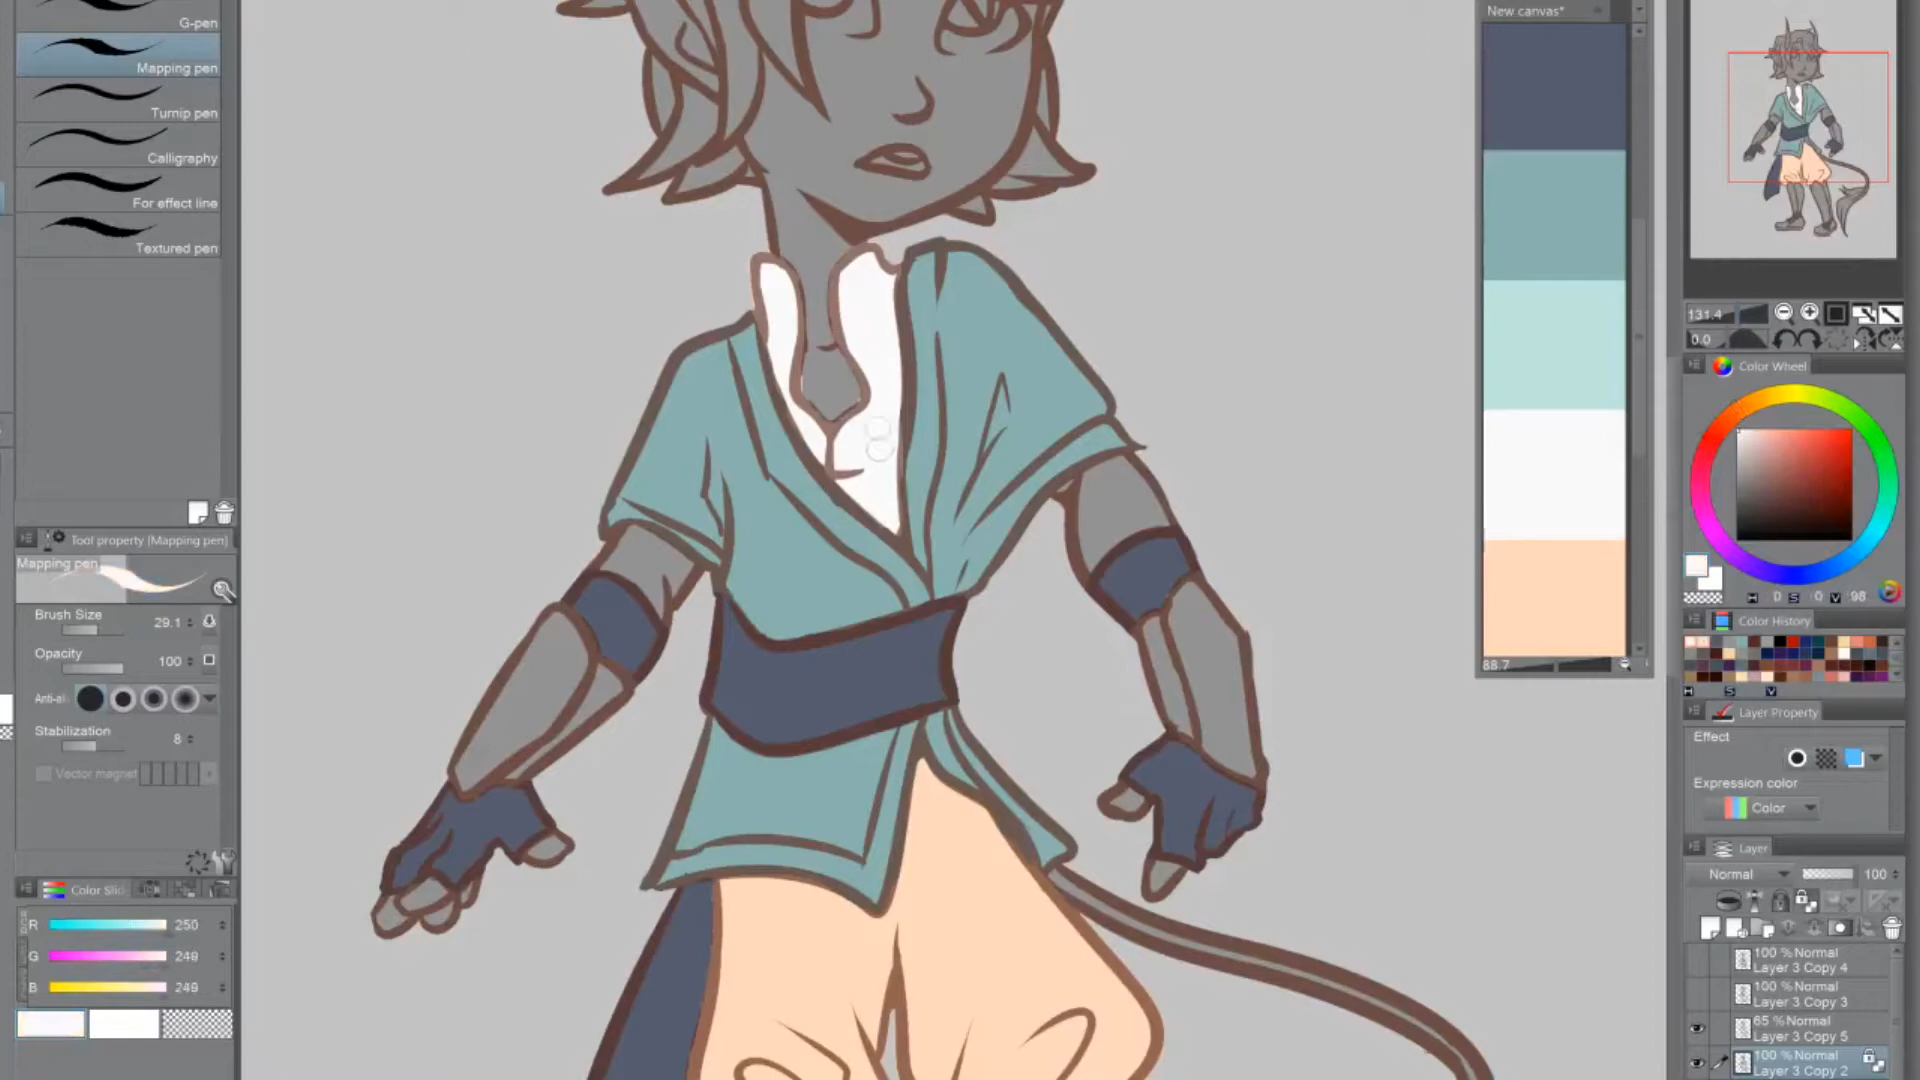 G-pen
Mapping pen
Turnip pen
Calligraphy
For effect line
Textured pen
Tool property (Mapping pen)
Mapping pen
Brush Size
29.1
Opacity
100
Anti-al
Stabilization
8
Vector magnet
Color Slid
R
250
G
249
B
249
New canvas*
88.7
131.4
0.0
Color Wheel
H 0 S 0 V 98
Color History
H S V
Layer Property
Effect
Expression color
Color
Layer
Normal
100
100 % Normal
Layer 3 Copy 4
100 % Normal
Layer 3 Copy 3
65 % Normal
Layer 3 Copy 5
100 % Normal
Layer 3 Copy 2